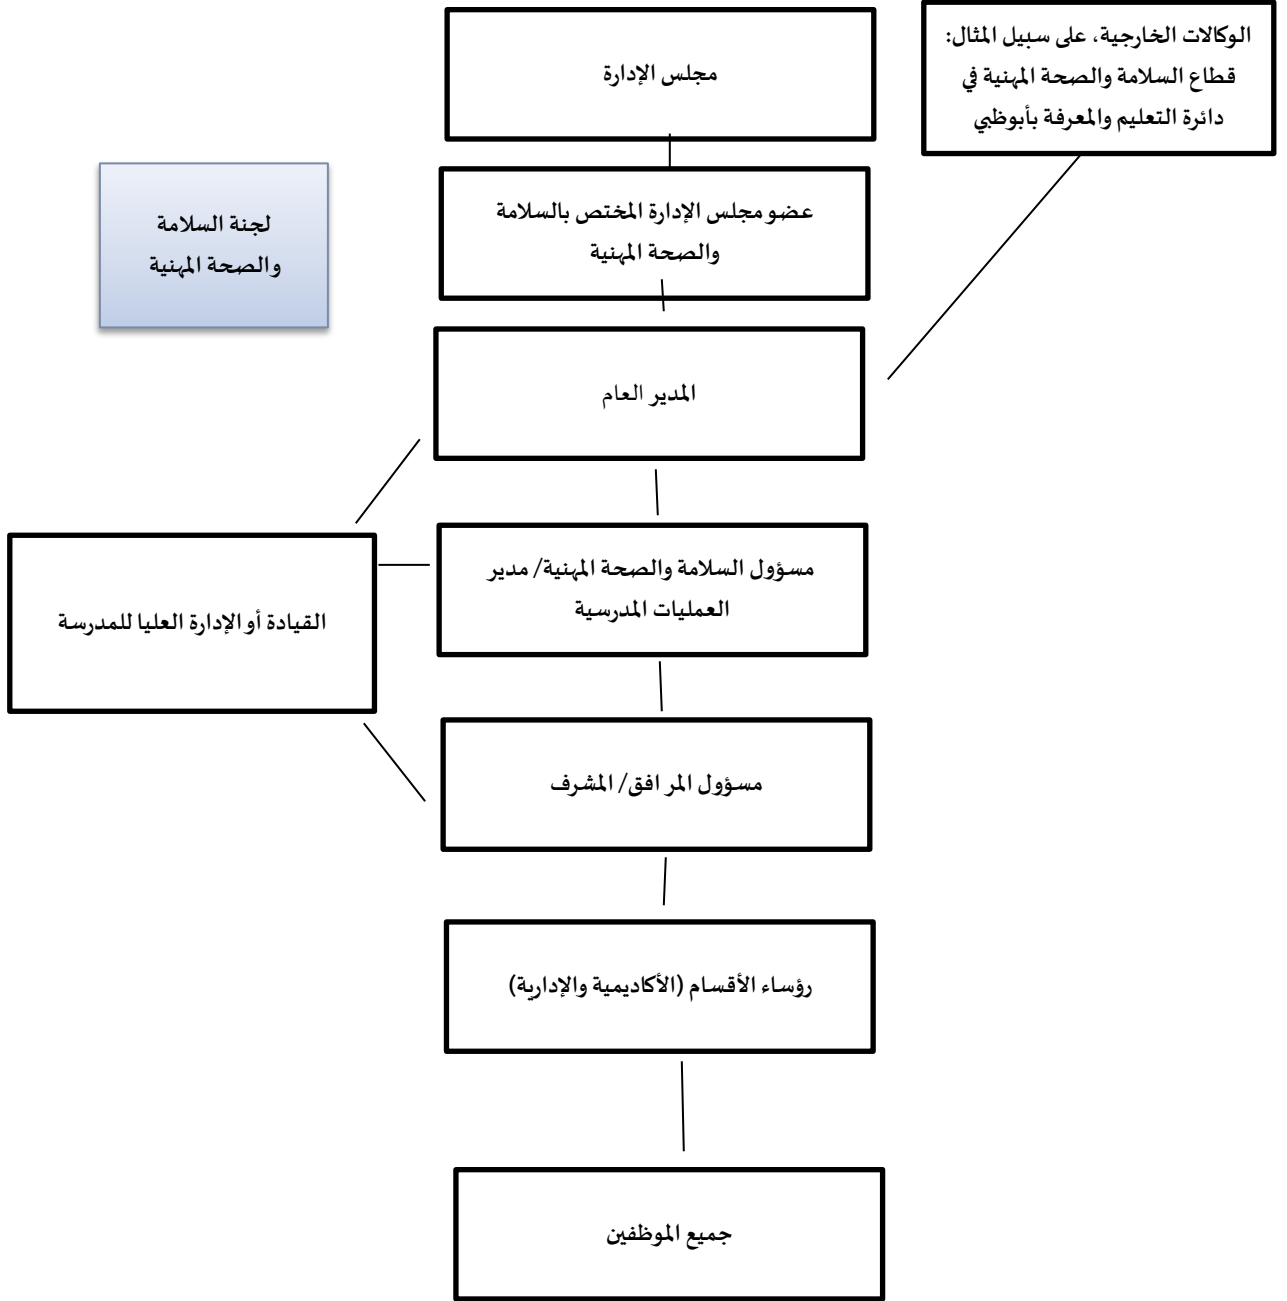 مجلس الإدارة
الوكالات الخارجية، على سبيل المثال:
قطاع السلامة والصحة المهنية في
دائرة التعليم والمعرفة بأبوظبي
عضو مجلس الإدارة المختص بالسلامة
والصحة المهنية
لجنة السلامة
والصحة المهنية
المدير العام
مسؤول السلامة والصحة المهنية/ مدير
العمليات المدرسية
القيادة أو الإدارة العليا للمدرسة
مسؤول المرافق/ المشرف
رؤساء الأقسام (الأكاديمية والإدارية)
جميع الموظفين